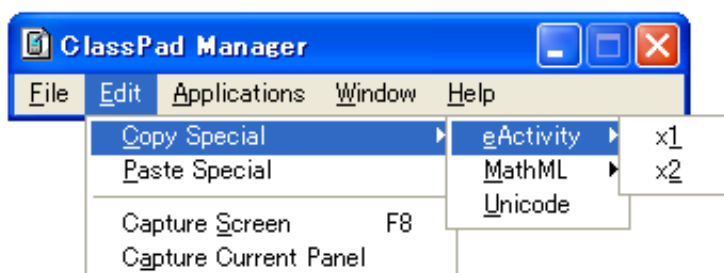 ClassPad Manager
File Edit Applications Window Help
Copy Special eActivity x1
Paste Special MathML x2
Unicode
Capture Screen F8
Capture Current Panel